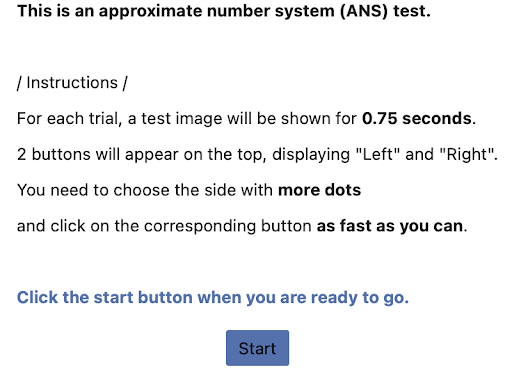 This is an approximate number system (ANS) test.
/ Instructions /
For each trial, a test image will be shown for 0.75 seconds.
2 buttons will appear on the top, displaying "Left" and "Right".
You need to choose the side with more dots
and click on the corresponding button as fast as you can.
Click the start button when you are ready to go.
Start